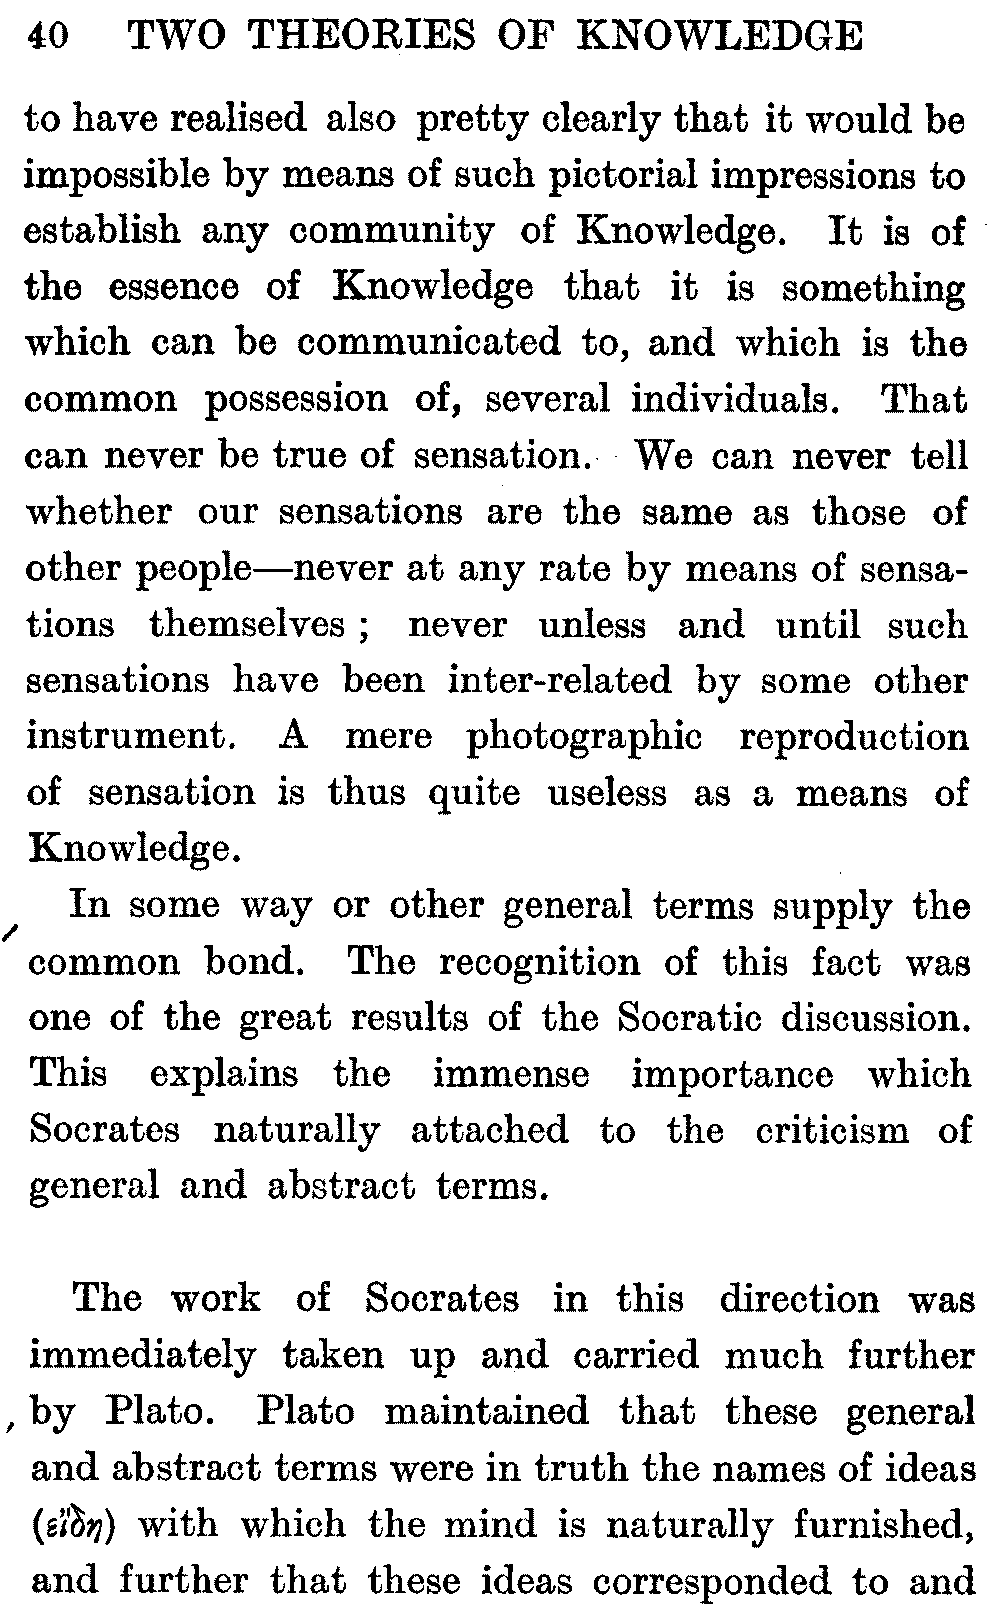 40 TWO THEORIES OF KNOWLEDGE
to have realised also pretty clearly that it would be
impossible by means of such pictorial impressions to
establish any community of Knowledge. It is of
the essence of Knowledge that it is something
which can be communicated to, and which is the
common possession of, several individuals. That
can never be true of sensation. We can never tell
whether our sensations are the same as those of
other people—never at any rate by means of sensa-
tions themselves ; never unless and until such
sensations have been inter-related by some other
instrument. A mere photographic reproduction
of sensation is thus quite useless as a means of
Knowledge.
In some way or other general terms supply the
common bond. The recognition of this fact was
one of the great results of the Socratic discussion.
This explains the immense importance which
Socrates naturally attached to the criticism of
general and abstract terms.
The work of Socrates in this direction was
immediately taken up and carried much further
by Plato. Plato maintained that these general
and abstract terms were in truth the names of ideas
(εἴδη) with which the mind is naturally furnished,
and further that these ideas corresponded to and